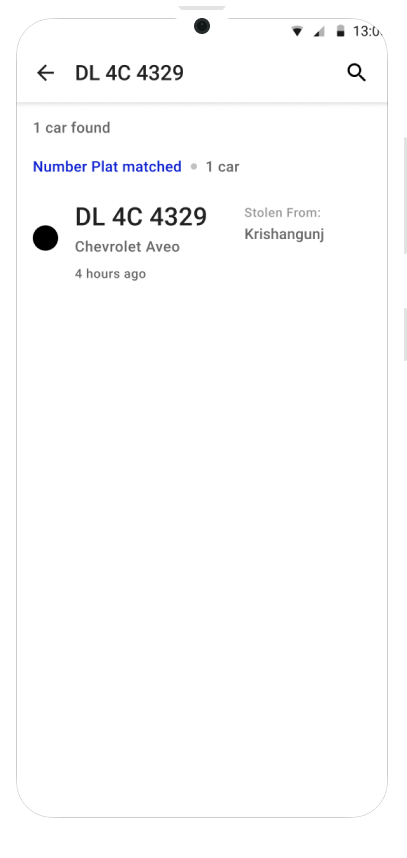 13:0
DL 4C 4329
1 car found
Number Plat matched • 1 car
DL 4C 4329
Stolen From:
Chevrolet Aveo
Krishangunj
4 hours ago